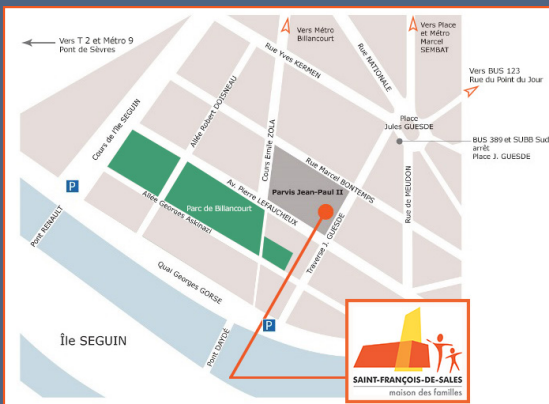 Vers T 2 et Métro 9
Pont de Sèvres
Vers Métro
Billancourt
Vers Place
et Métro
Marcel
SEMBAT
Vers BUS 123
Rue du Point du Jour
Rue Yves KERMEN
Rue NATIONALE
Cours de l'Ile SEGUIN
Allée Robert DOISNEAU
Cours Emile ZOLA
Place
Jules GUESDE
BUS 389 et SUBB Sud
arrêt
Place J. GUESDE
Rue Marcel BONTEMPS
Parvis Jean-Paul II
Av. Pierre LEFAUCHEUX
Parc de Billancourt
Allée Georges Askinazi
Traverse J. GUESDE
Rue de MEUDON
P
Pont RENAULT
Quai Georges GORSE
P
Île SEGUIN
Pont DAYDÉ
SAINT-FRANÇOIS-DE-SALES
maison des familles